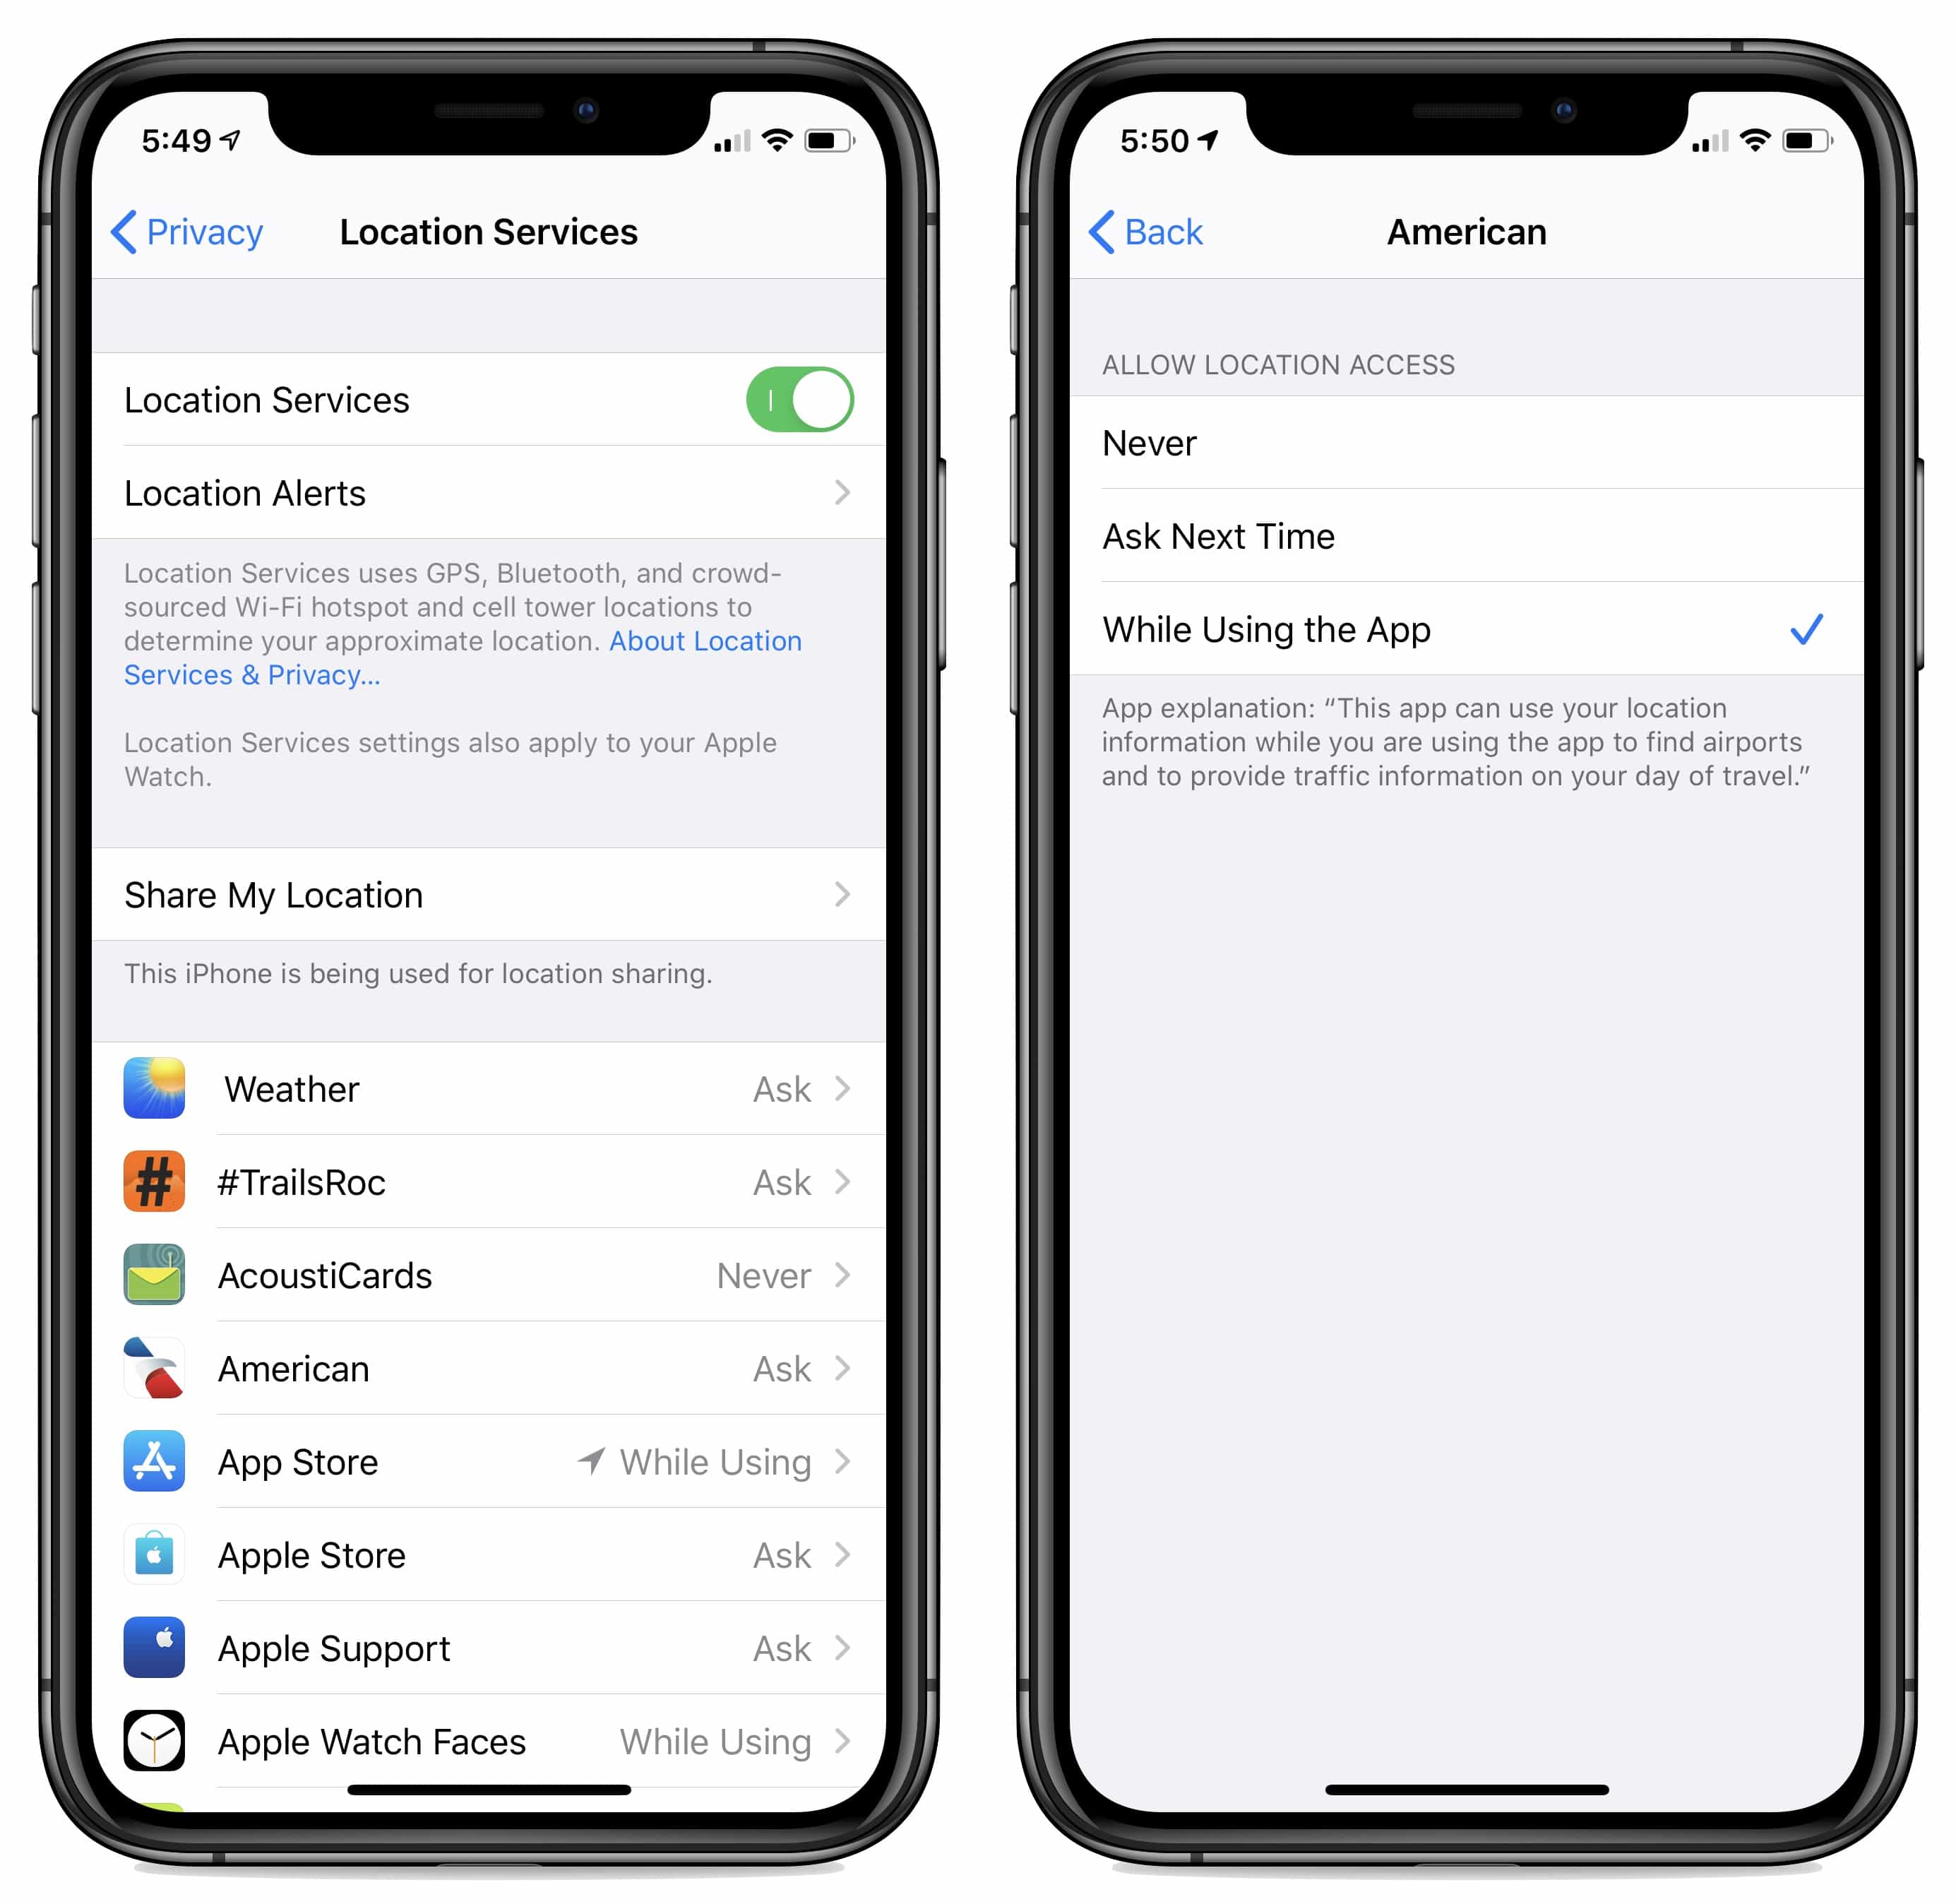 5:49
Privacy
Location Services
Location Services
Location Alerts
Location Services uses GPS, Bluetooth, and crowd-
sourced Wi-Fi hotspot and cell tower locations to
determine your approximate location. About Location
Services & Privacy...
Location Services settings also apply to your Apple
Watch.
Share My Location
This iPhone is being used for location sharing.
Weather Ask
#TrailsRoc Ask
# 
AcoustiCards Never
American Ask
App Store While Using
Apple Store Ask
Apple Support Ask
Apple Watch Faces While Using
5:50
Back
American
ALLOW LOCATION ACCESS
Never
Ask Next Time
While Using the App
App explanation: “This app can use your location
information while you are using the app to find airports
and to provide traffic information on your day of travel.”